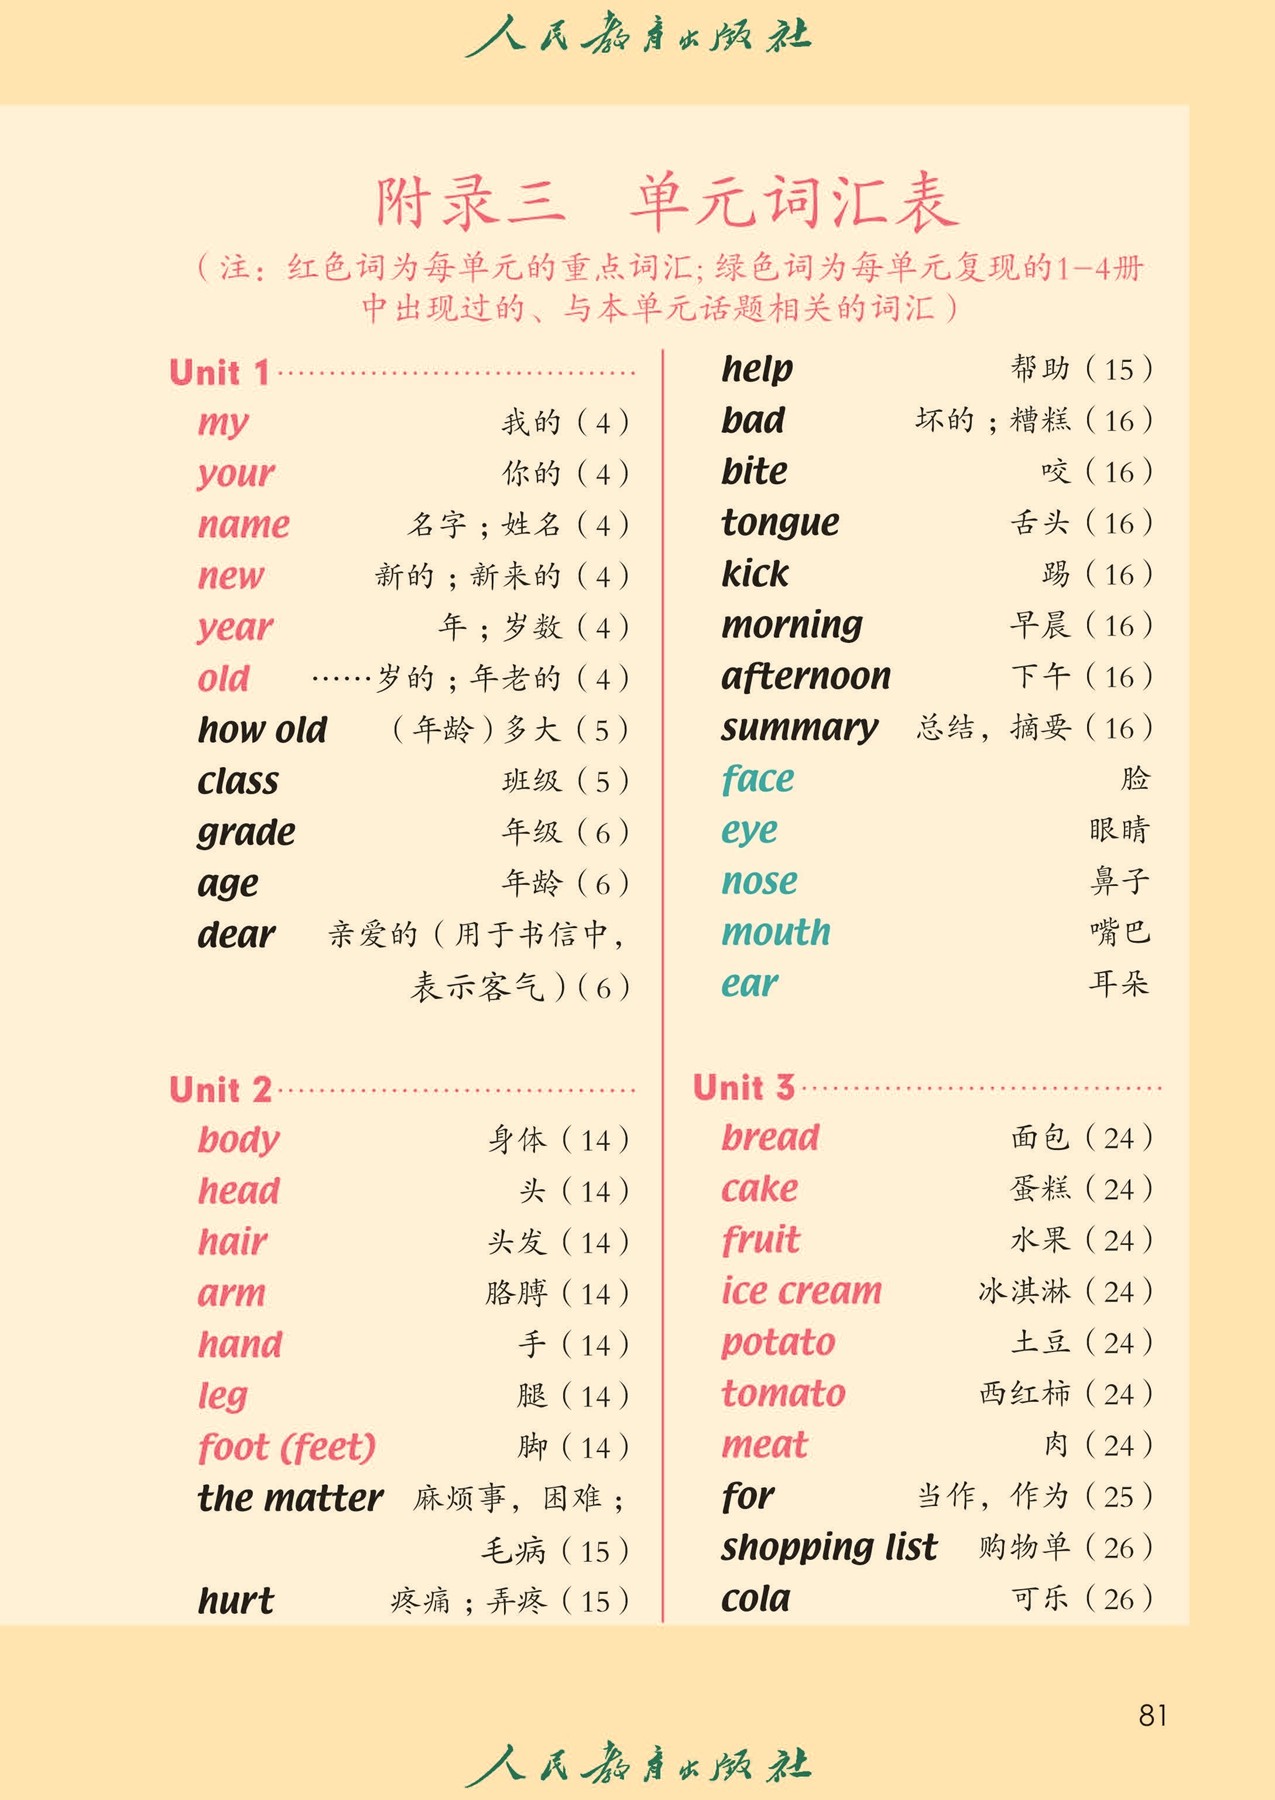 人民教育出版社
附录三 单元词汇表
（注：红色词为每单元的重点词汇；绿色词为每单元复现的1-4册
中出现过的、与本单元话题相关的词汇）
Unit 1
my 我的（4）
your 你的（4）
name 名字；姓名（4）
new 新的；新来的（4）
year 年；岁数（4）
old ……岁的；年老的（4）
how old （年龄）多大（5）
class 班级（5）
grade 年级（6）
age 年龄（6）
dear 亲爱的（用于书信中，
表示客气）（6）
Unit 2
body 身体（14）
head 头（14）
hair 头发（14）
arm 胳膊（14）
hand 手（14）
leg 腿（14）
foot (feet) 脚（14）
the matter 麻烦事，困难；
毛病（15）
hurt 疼痛；弄疼（15）
help 帮助（15）
bad 坏的；糟糕（16）
bite 咬（16）
tongue 舌头（16）
kick 踢（16）
morning 早晨（16）
afternoon 下午（16）
summary 总结，摘要（16）
face 脸
eye 眼睛
nose 鼻子
mouth 嘴巴
ear 耳朵
Unit 3
bread 面包（24）
cake 蛋糕（24）
fruit 水果（24）
ice cream 冰淇淋（24）
potato 土豆（24）
tomato 西红柿（24）
meat 肉（24）
for 当作，作为（25）
shopping list 购物单（26）
cola 可乐（26）
81
人民教育出版社